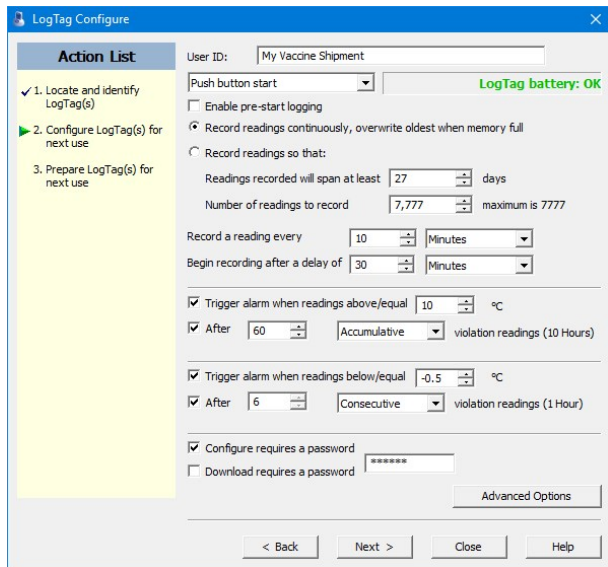 LogTag Configure
Action List
1. Locate and identify
LogTag(s)
2. Configure LogTag(s) for
next use
3. Prepare LogTag(s) for
next use
User ID: My Vaccine Shipment
Push button start LogTag battery: OK
Enable pre-start logging
Record readings continuously, overwrite oldest when memory full
Record readings so that:
Readings recorded will span at least 27 days
Number of readings to record 7,777 maximum is 7777
Record a reading every 10 Minutes
Begin recording after a delay of 30 Minutes
Trigger alarm when readings above/equal 10 ºC
After 60 Accumulative violation readings (10 Hours)
Trigger alarm when readings below/equal -0.5 ºC
After 6 Consecutive violation readings (1 Hour)
Configure requires a password
Download requires a password ******
Advanced Options
< Back Next > Close Help